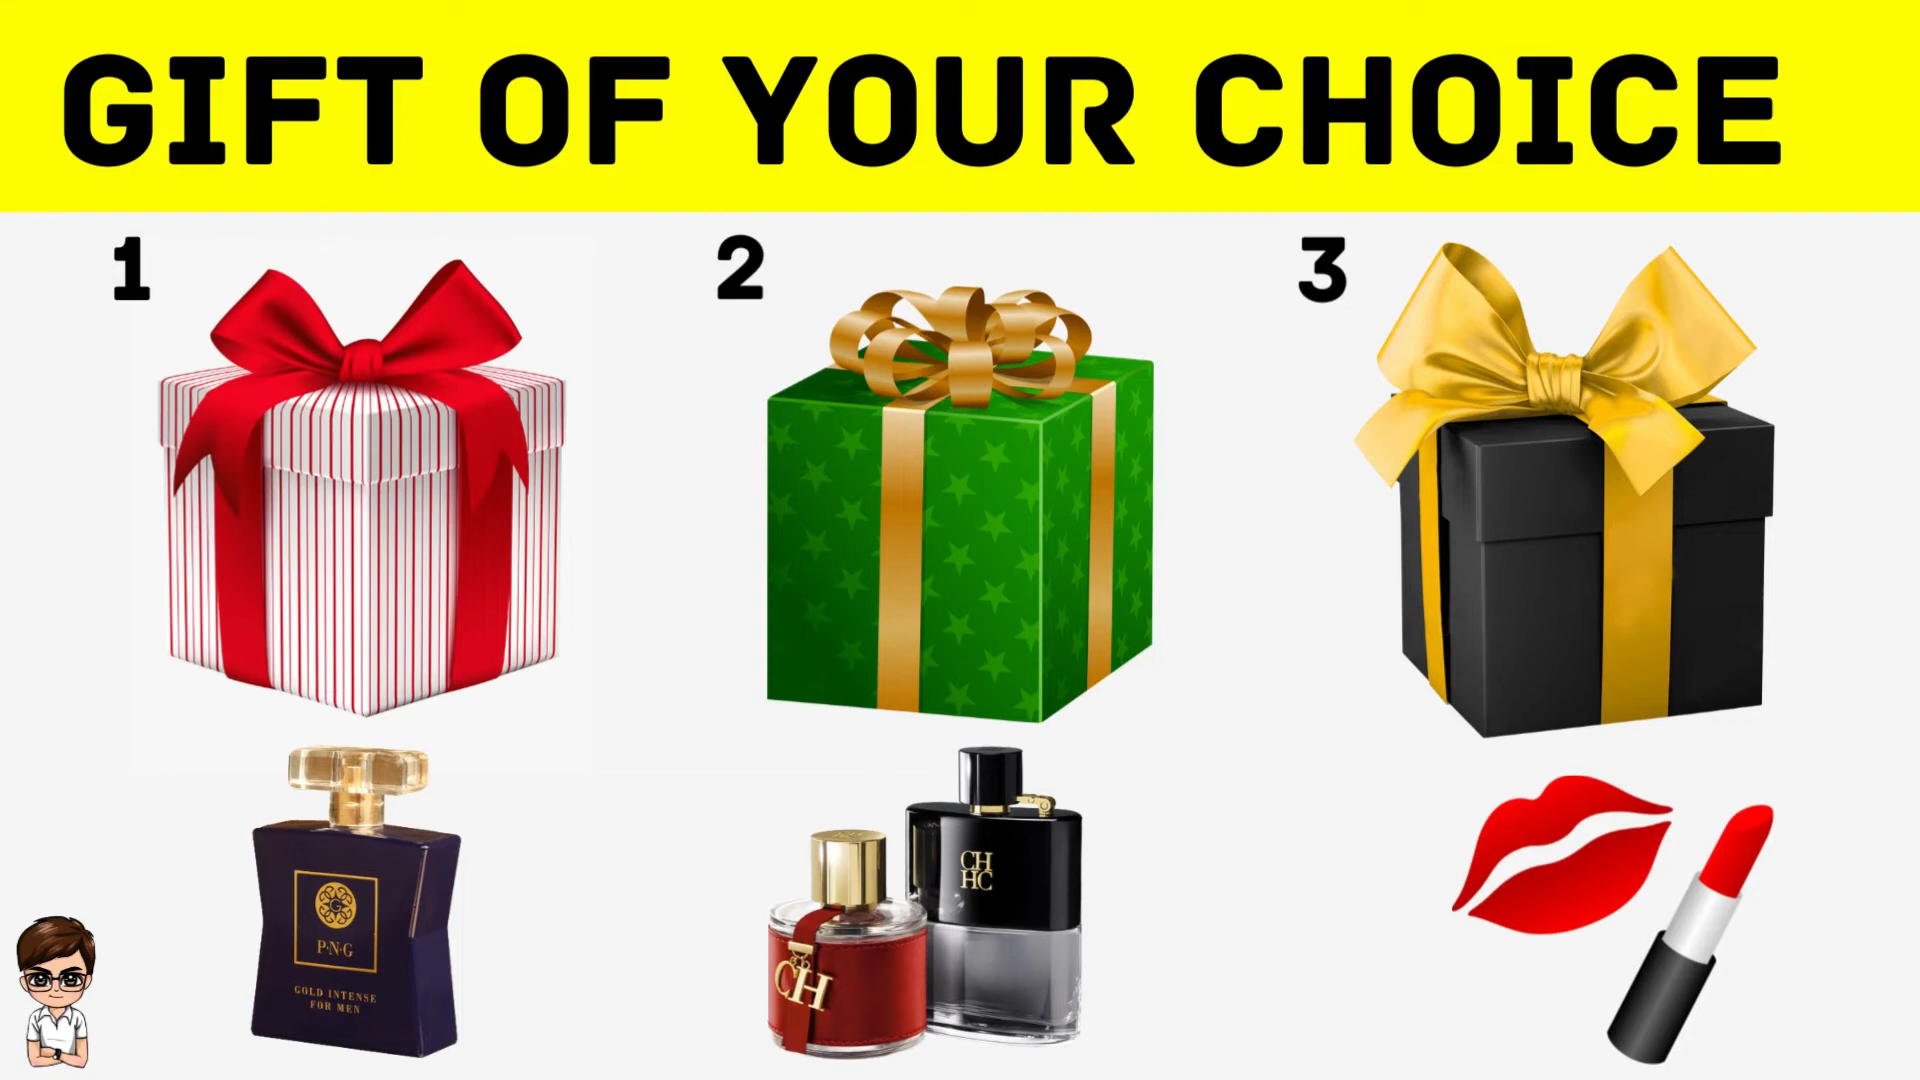 GIFT OF YOUR CHOICE
1
2
3
P·N·G
GOLD INTENSE
FOR MEN
CH
CH
HC